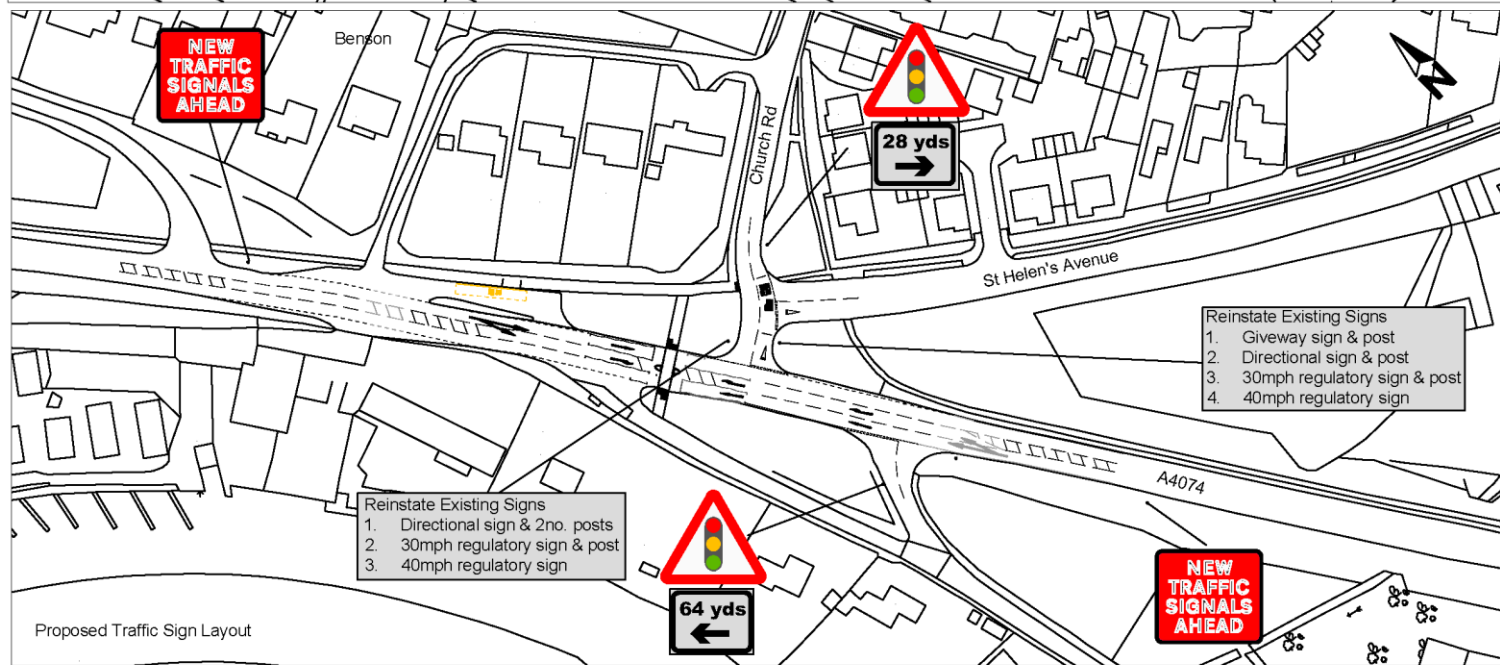 Benson
NEW
TRAFFIC
SIGNALS
AHEAD
Church Rd
28 yds
N
St Helen's Avenue
Reinstate Existing Signs
1. Giveway sign & post
2. Directional sign & post
3. 30mph regulatory sign & post
4. 40mph regulatory sign
A4074
Reinstate Existing Signs
1. Directional sign & 2no. posts
2. 30mph regulatory sign & post
3. 40mph regulatory sign
64 yds
NEW
TRAFFIC
SIGNALS
AHEAD
Proposed Traffic Sign Layout